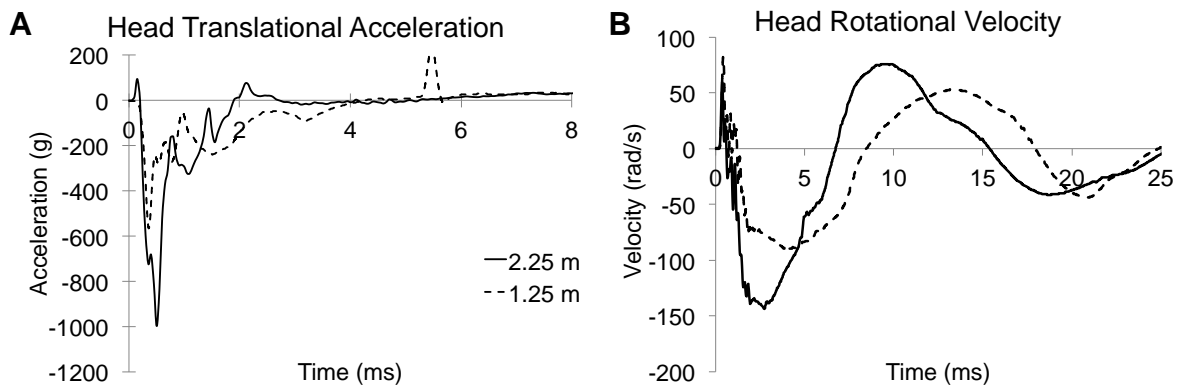 A
Head Translational Acceleration
200
0
-200
-400
-600
-800
-1000
-1200
0
2
4
6
8
Acceleration (g)
Time (ms)
2.25 m
1.25 m
B
Head Rotational Velocity
100
50
0
-50
-100
-150
-200
0
5
10
15
20
25
Velocity (rad/s)
Time (ms)